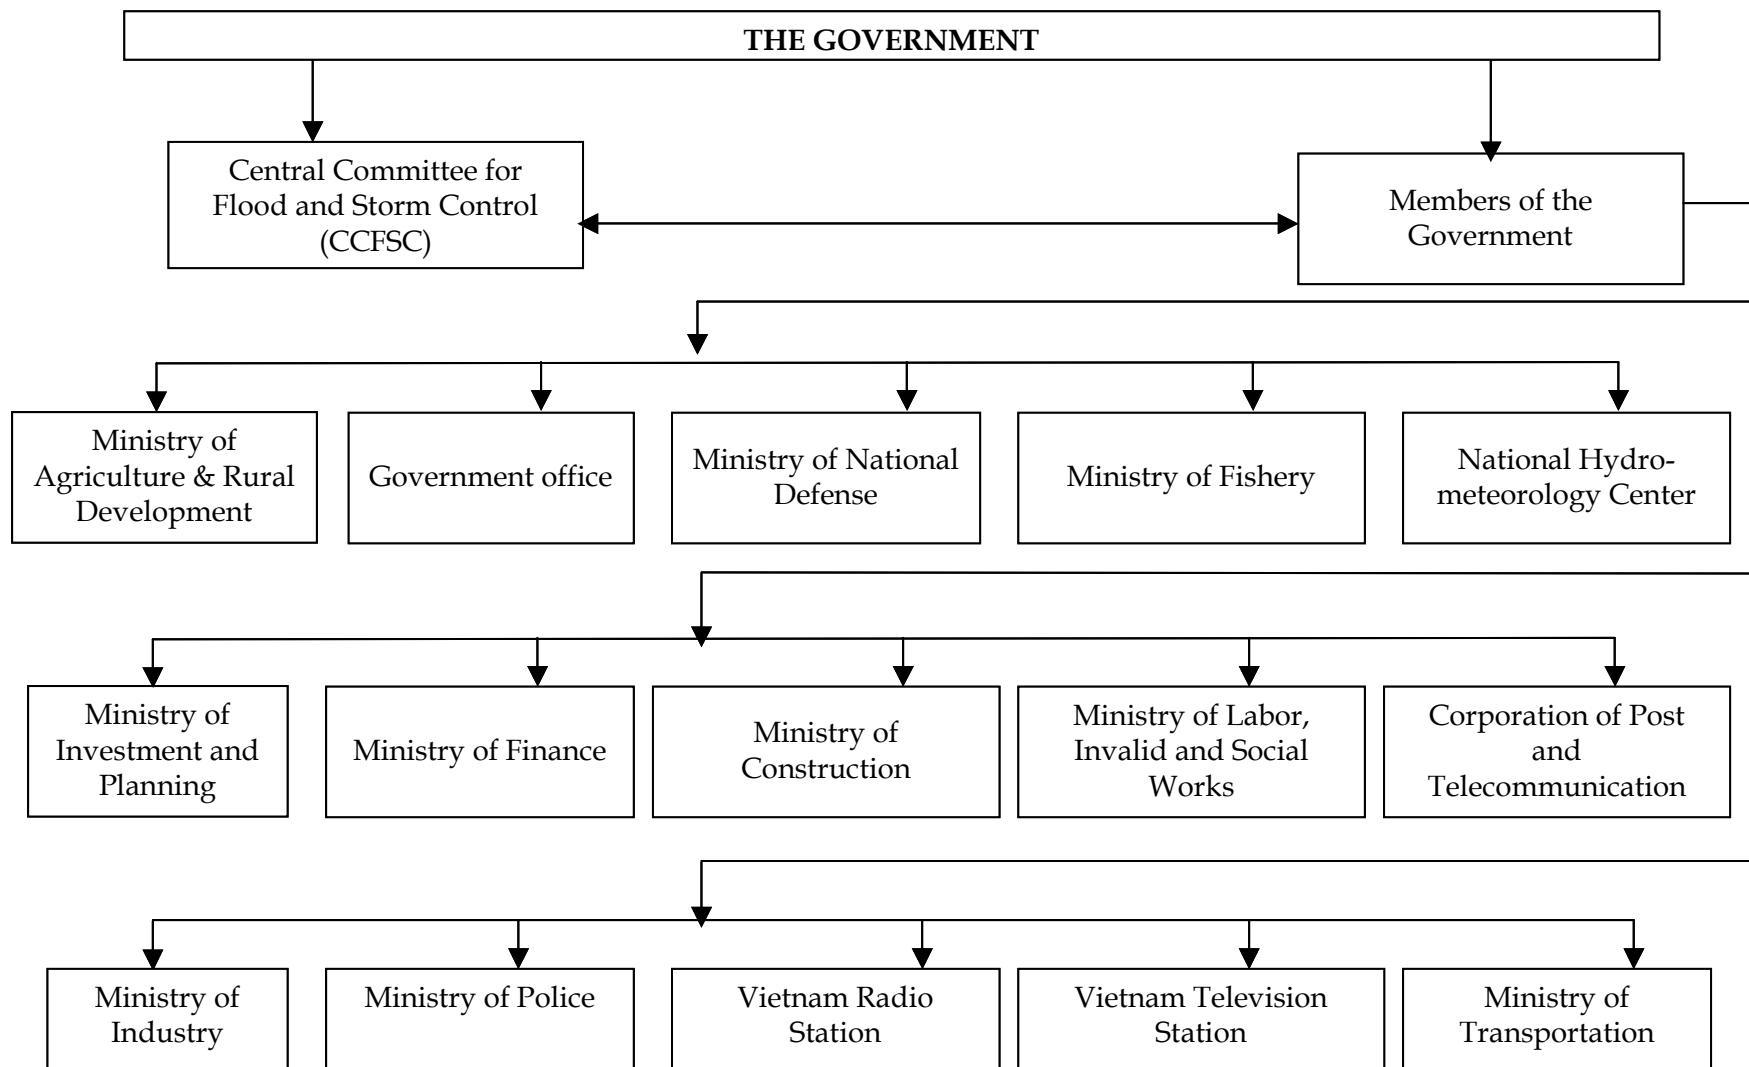 THE GOVERNMENT
Central Committee for
Flood and Storm Control
(CCFSC)
Members of the
Government
Ministry of
Agriculture & Rural
Development
Government office
Ministry of National
Defense
Ministry of Fishery
National Hydro-
meteorology Center
Ministry of
Investment and
Planning
Ministry of Finance
Ministry of
Construction
Ministry of Labor,
Invalid and Social
Works
Corporation of Post
and
Telecommunication
Ministry of
Industry
Ministry of Police
Vietnam Radio
Station
Vietnam Television
Station
Ministry of
Transportation